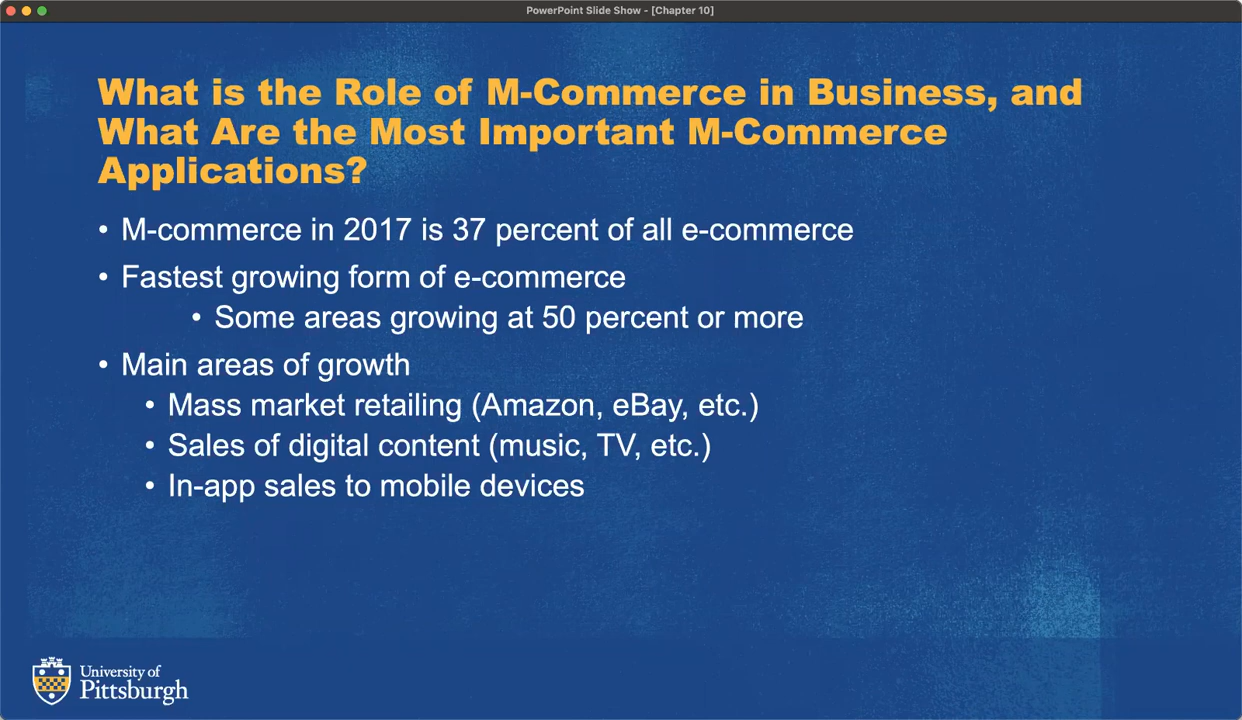 PowerPoint Slide Show - [Chapter 10]
What is the Role of M-Commerce in Business, and
What Are the Most Important M-Commerce
Applications?
• M-commerce in 2017 is 37 percent of all e-commerce
• Fastest growing form of e-commerce
• Some areas growing at 50 percent or more
• Main areas of growth
• Mass market retailing (Amazon, eBay, etc.)
• Sales of digital content (music, TV, etc.)
• In-app sales to mobile devices
University of
Pittsburgh